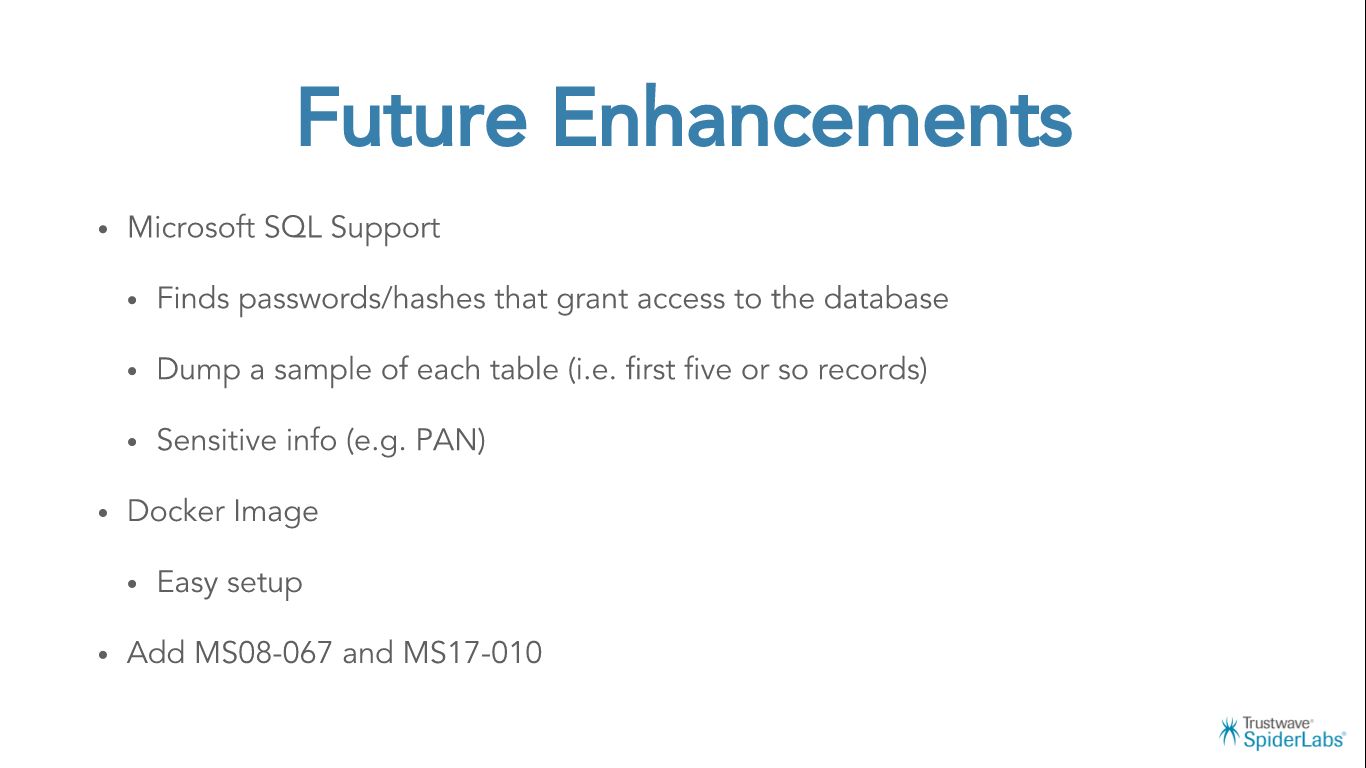 Future Enhancements
• Microsoft SQL Support
• Finds passwords/hashes that grant access to the database
• Dump a sample of each table (i.e. first five or so records)
• Sensitive info (e.g. PAN)
• Docker Image
• Easy setup
• Add MS08-067 and MS17-010
Trustwave®
SpiderLabs®